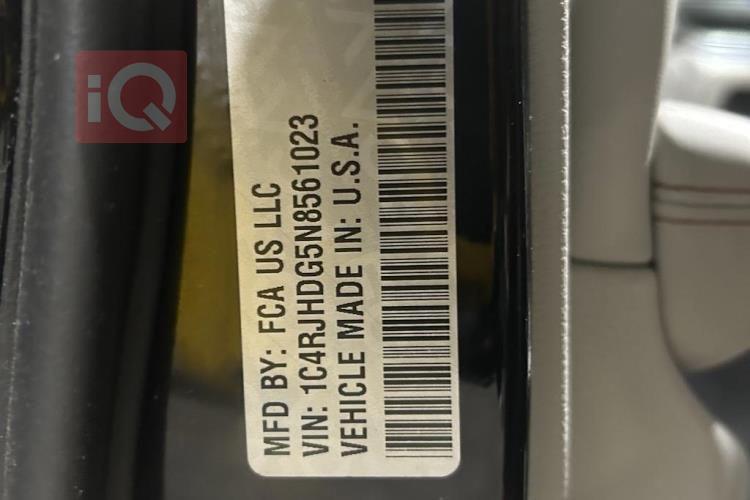 iQ
MFD BY: FCA US LLC
VIN: 1C4RJHDG5N8561023
VEHICLE MADE IN: U.S.A.